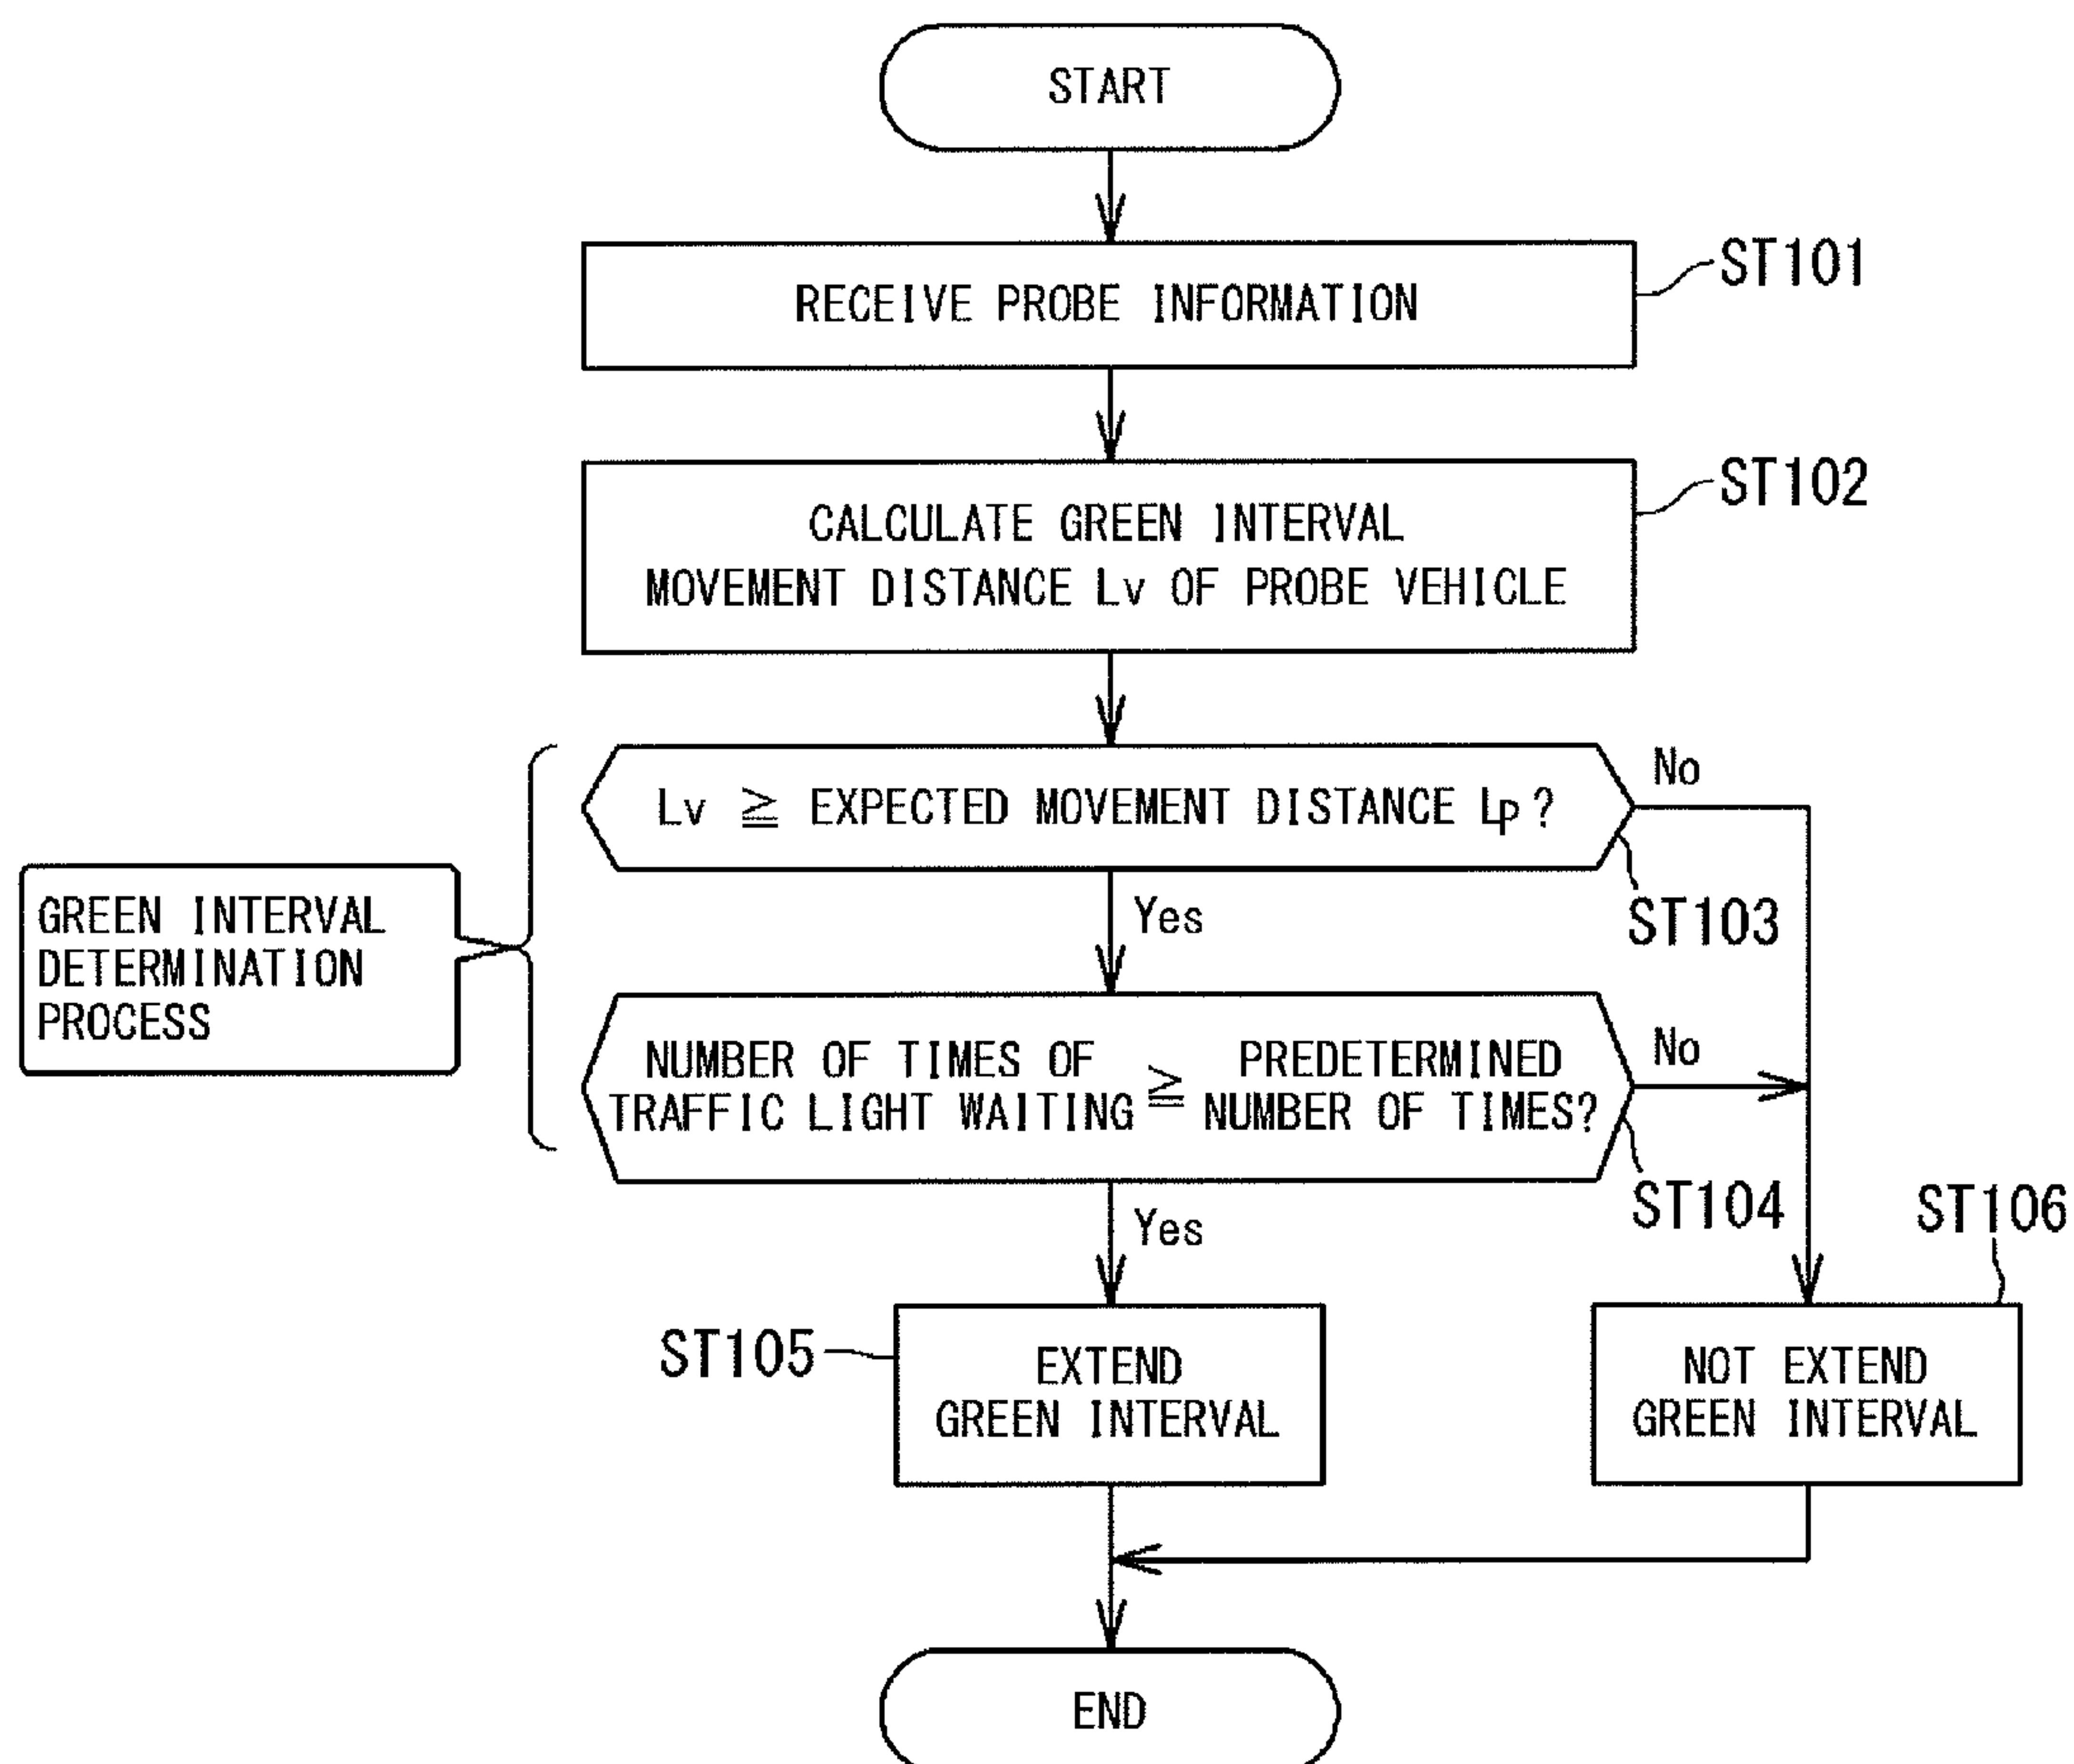 START
RECEIVE PROBE INFORMATION
ST101
CALCULATE GREEN INTERVAL
MOVEMENT DISTANCE Lv OF PROBE VEHICLE
ST102
Lv ≧ EXPECTED MOVEMENT DISTANCE Lp?
No
ST103
Yes
GREEN INTERVAL
DETERMINATION
PROCESS
NUMBER OF TIMES OF
TRAFFIC LIGHT WAITING
≧
PREDETERMINED
NUMBER OF TIMES?
No
ST104
Yes
ST105
EXTEND
GREEN INTERVAL
ST106
NOT EXTEND
GREEN INTERVAL
END